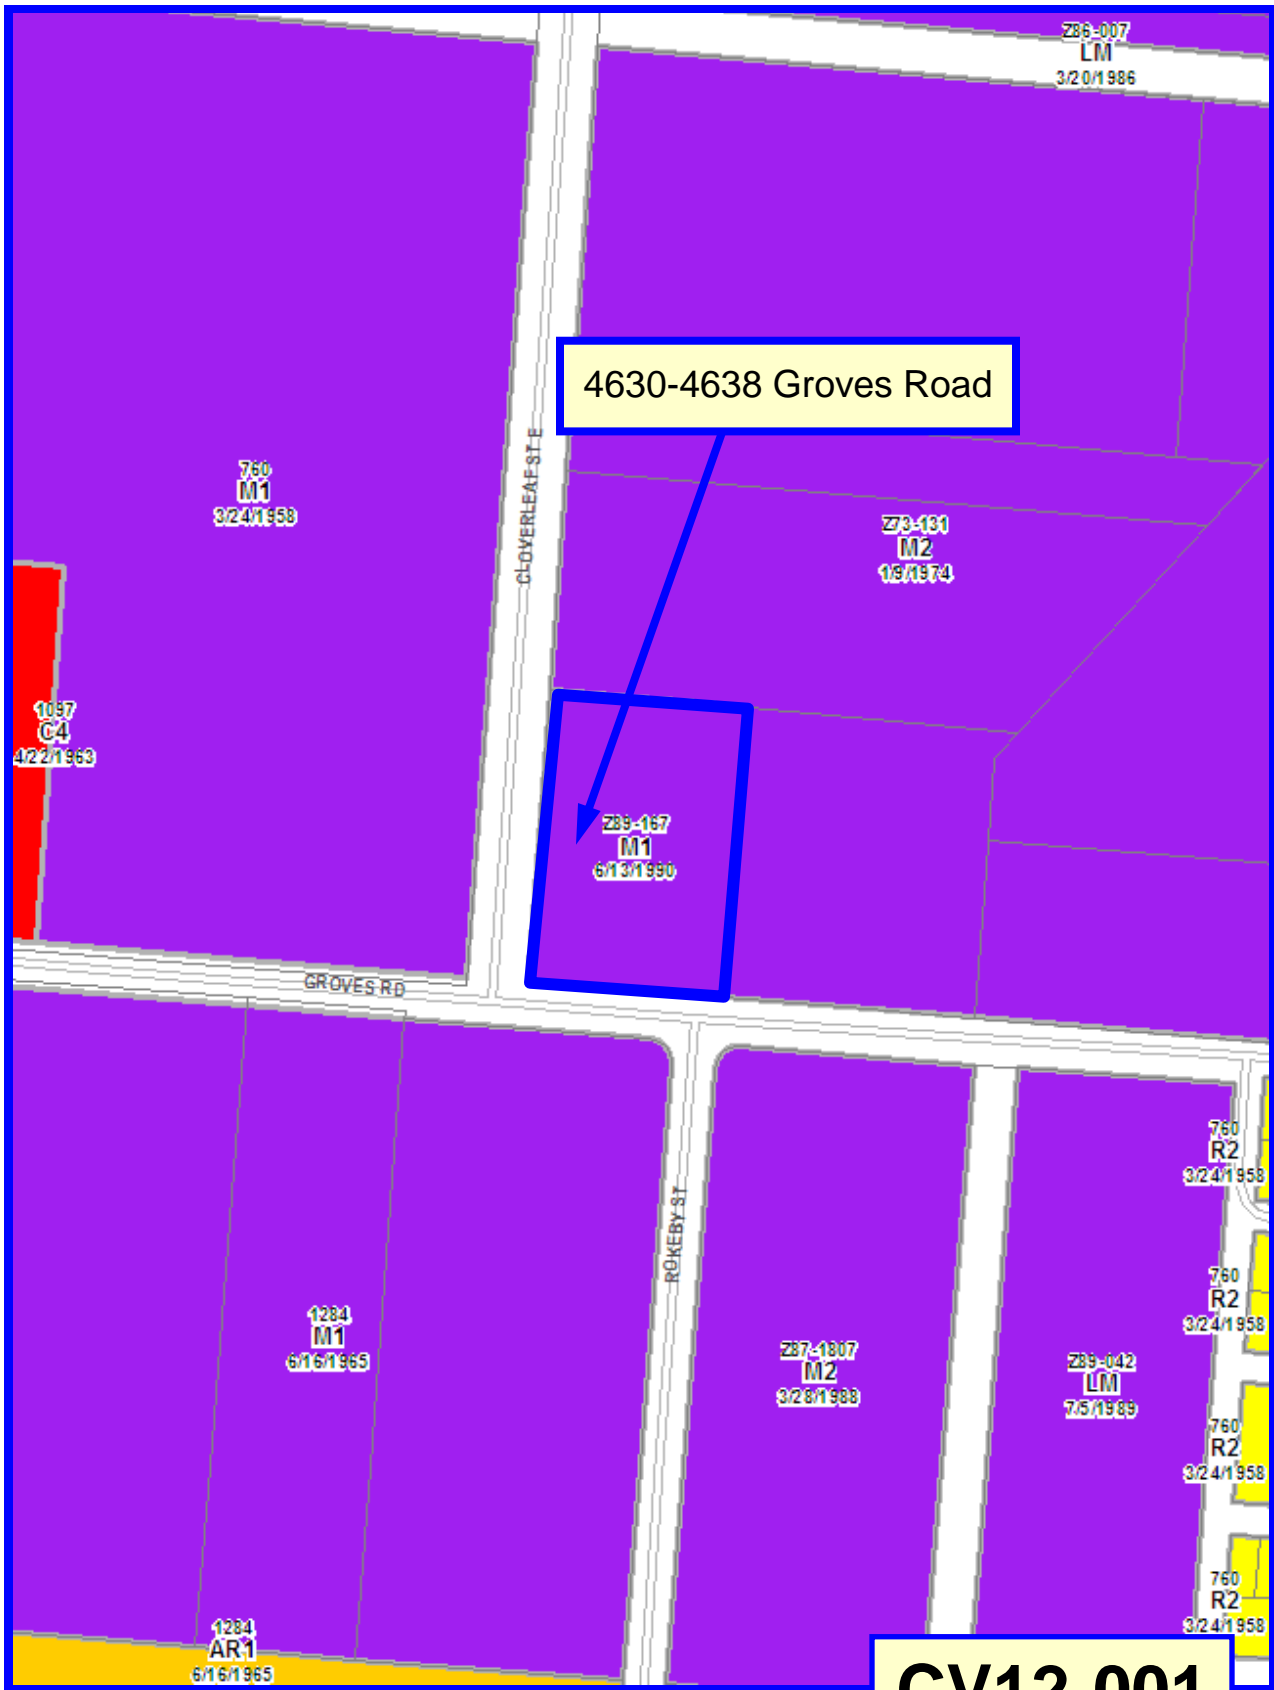 Z86-007
LM
3/20/1986
4630-4638 Groves Road
CLOVERLEAF ST E
760
M1
3/24/1958
Z73-131
M2
1/9/1974
1097
C4
4/22/1963
Z89-167
M1
6/13/1990
GROVES RD
760
R2
3/24/1958
ROKEBY ST
760
R2
3/24/1958
1284
M1
6/16/1965
Z87-1807
M2
3/28/1988
Z89-042
LM
7/5/1989
760
R2
3/24/1958
760
R2
3/24/1958
1284
AR1
6/16/1965
CV12-001